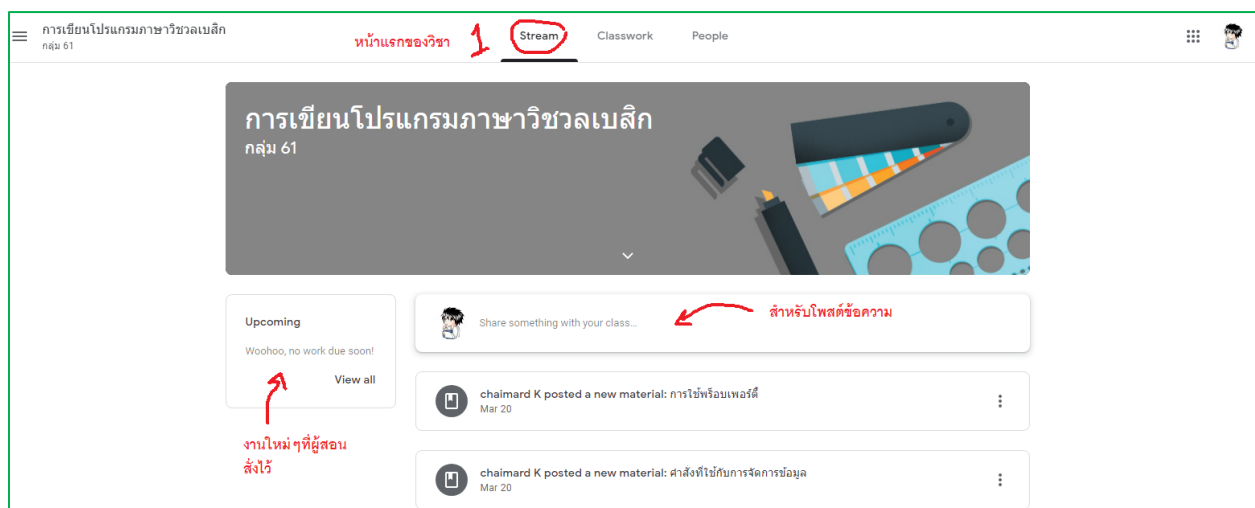 การเขียนโปรแกรมภาษาวิชวลเบสิก
กลุ่ม 61
หน้าแรกของวิชา 1 Stream Classwork People
การเขียนโปรแกรมภาษาวิชวลเบสิก
กลุ่ม 61
Upcoming
Woohoo, no work due soon!
View all
งานใหม่ ๆที่ผู้สอน
สั่งไว้
Share something with your class...
สำหรับโพสต์ข้อความ
chaimard K posted a new material: การใช้พร็อบเพอร์ตี้
Mar 20
chaimard K posted a new material: คำสั่งที่ใช้กับการจัดการข้อมูล
Mar 20